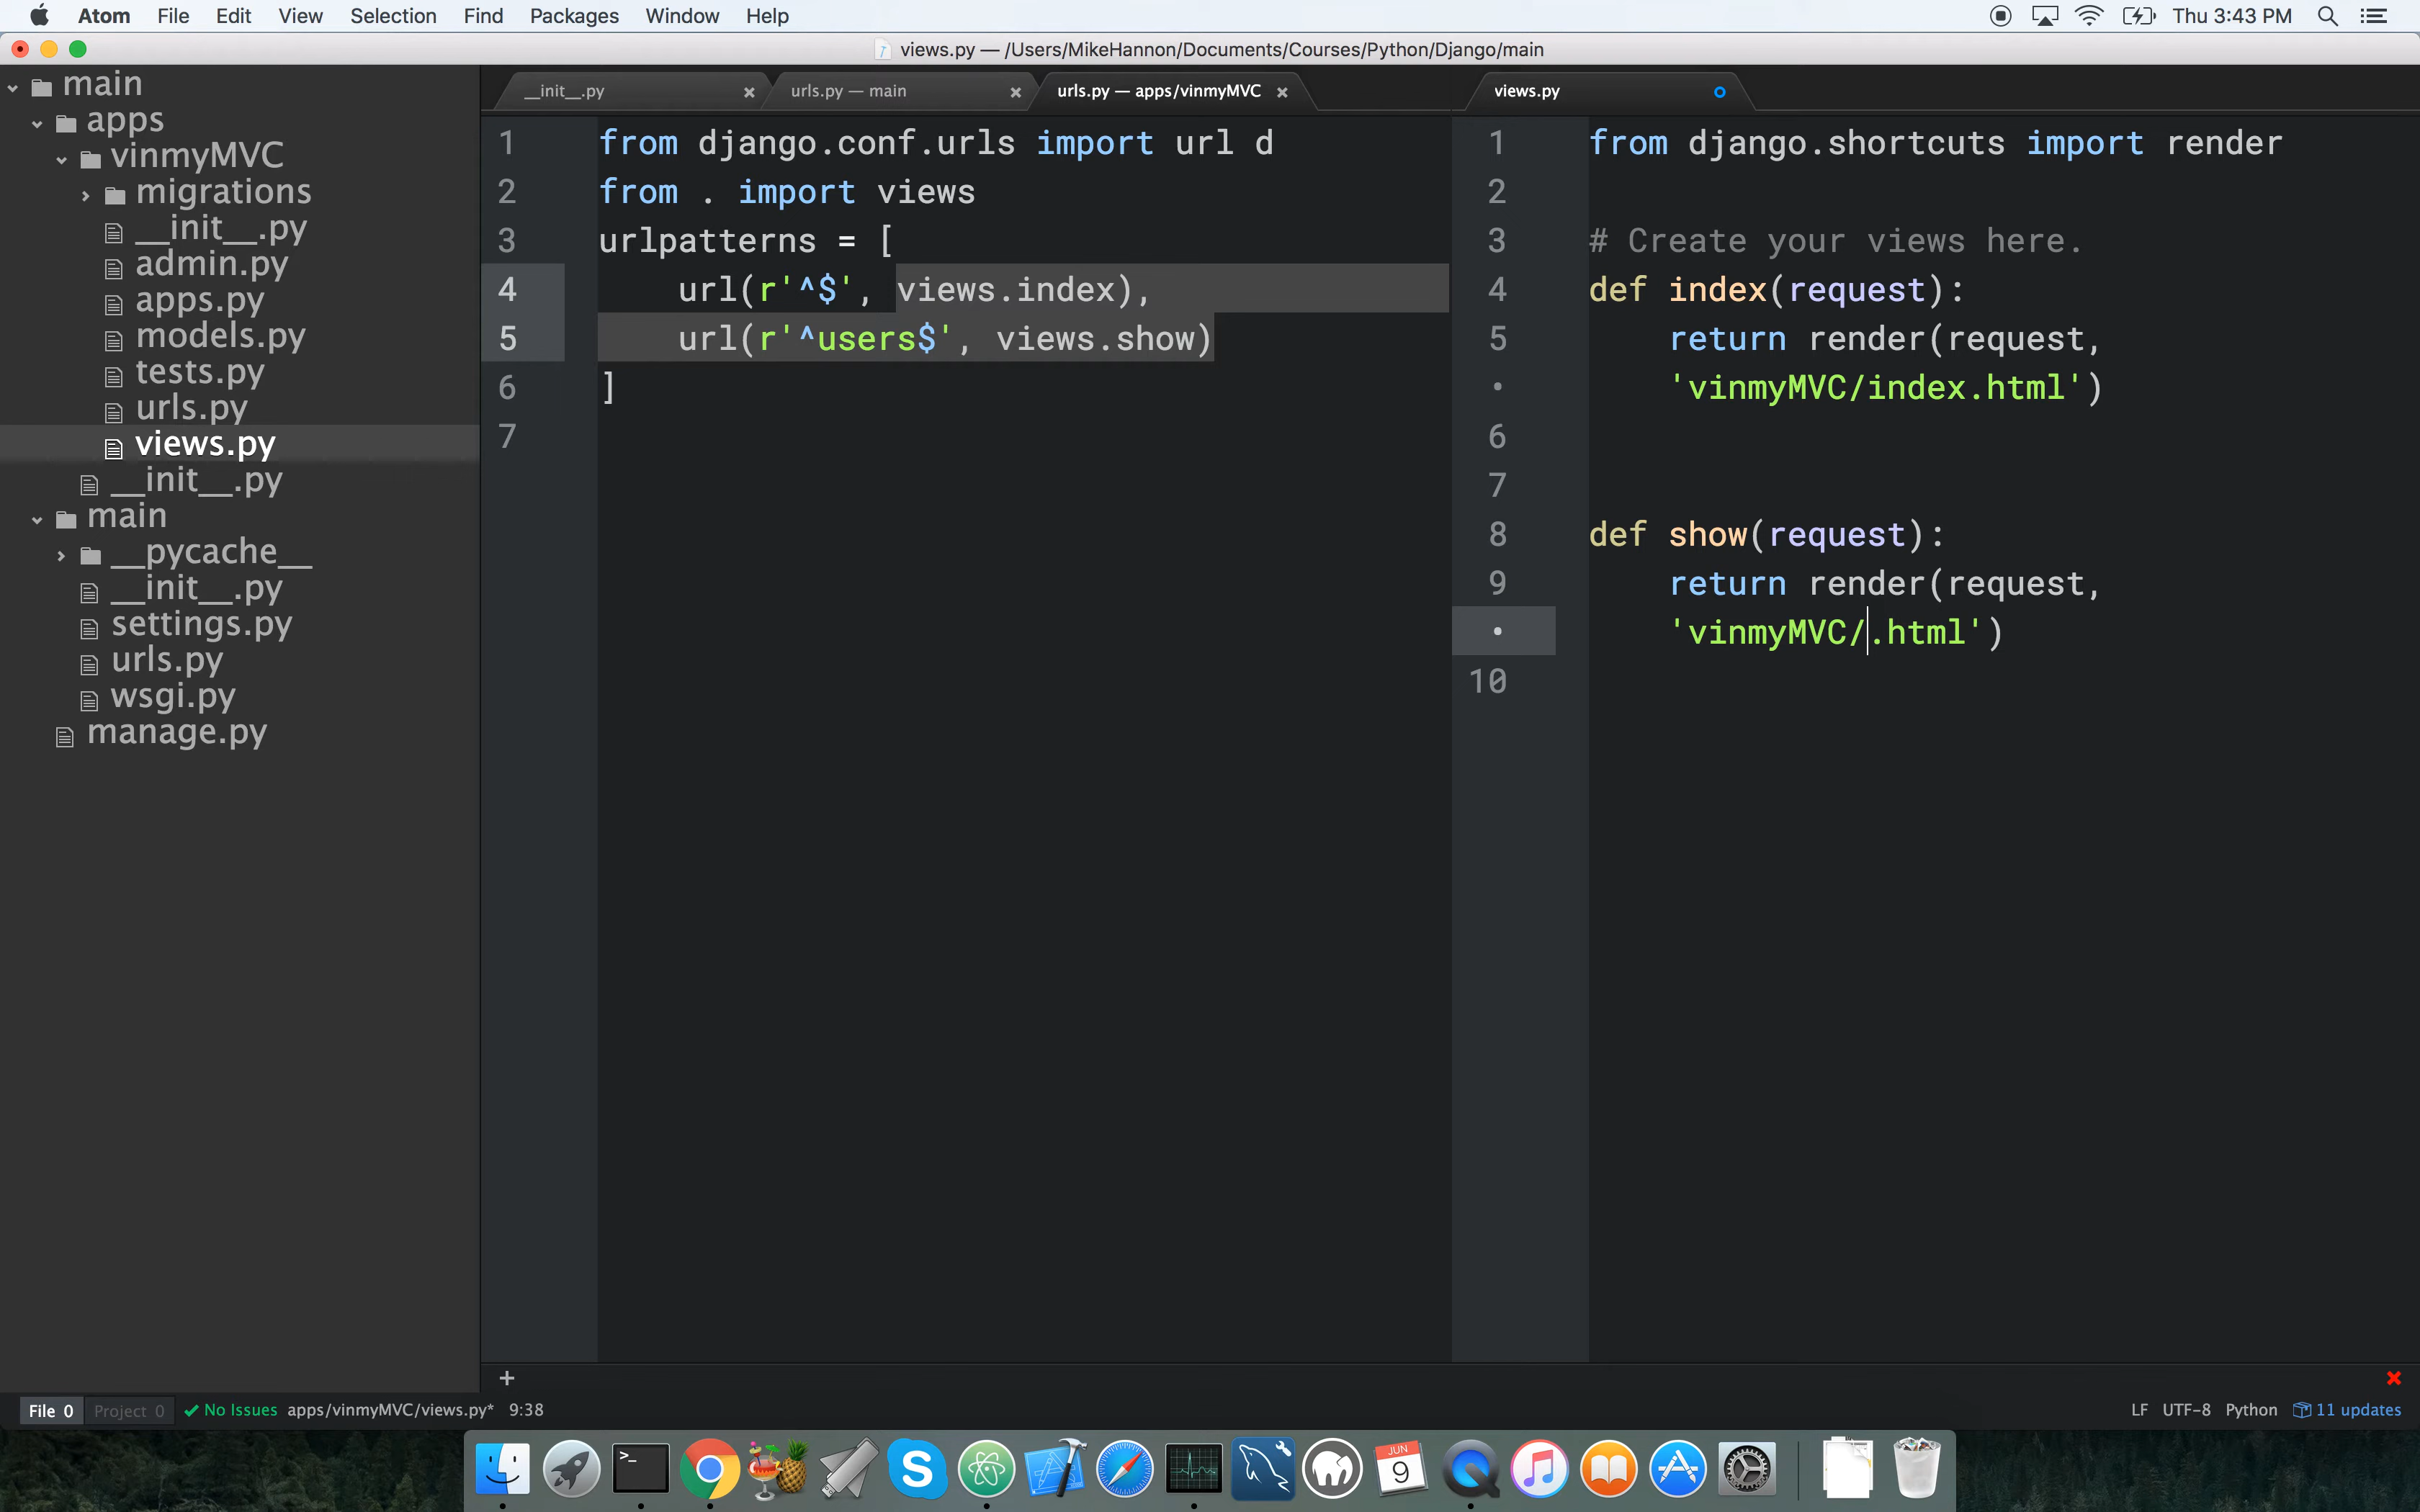 Atom File Edit View Selection Find Packages Window Help Thu 3:43 PM
views.py — /Users/MikeHannon/Documents/Courses/Python/Django/main
main
apps
vinmyMVC
migrations
__init__.py
admin.py
apps.py
models.py
tests.py
urls.py
views.py
__init__.py
main
__pycache__
__init__.py
settings.py
urls.py
wsgi.py
manage.py
__init__.py urls.py — main urls.py — apps/vinmyMVC
1 from django.conf.urls import url d
2 from . import views
3 urlpatterns = [
4 url(r'^$', views.index),
5 url(r'^users$', views.show)
6 ]
7
views.py
1 from django.shortcuts import render
2
3 # Create your views here.
4 def index(request):
5 return render(request,
• 'vinmyMVC/index.html')
6
7
8 def show(request):
9 return render(request,
• 'vinmyMVC/.html')
10
+
File 0 Project 0 No Issues apps/vinmyMVC/views.py* 9:38 LF UTF-8 Python 11 updates
>_
S
JUN
9